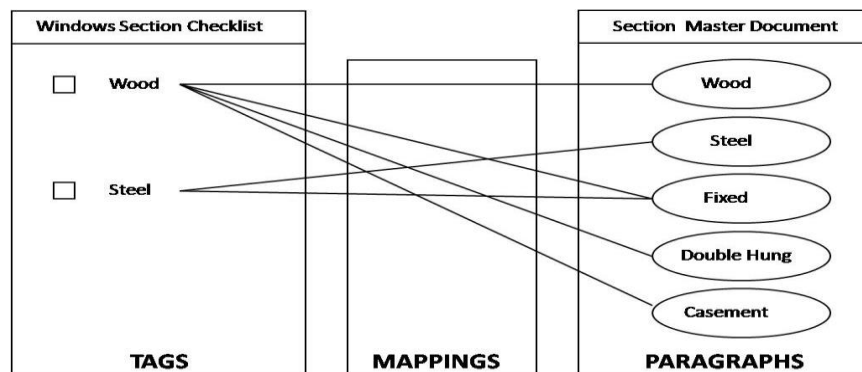 Windows Section Checklist
Section Master Document
Wood
Wood
Steel
Steel
Fixed
Double Hung
Casement
TAGS
MAPPINGS
PARAGRAPHS